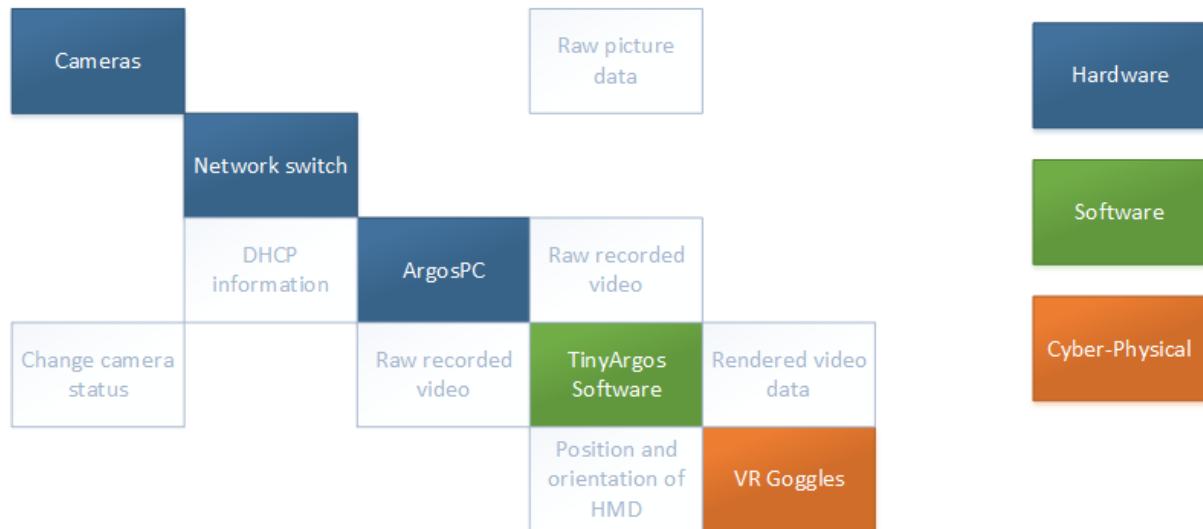 Cameras
Raw picture
data
Hardware
Network switch
Software
DHCP
information
ArgosPC
Raw recorded
video
Cyber-Physical
Change camera
status
Raw recorded
video
TinyArgos
Software
Rendered video
data
Position and
orientation of
HMD
VR Goggles